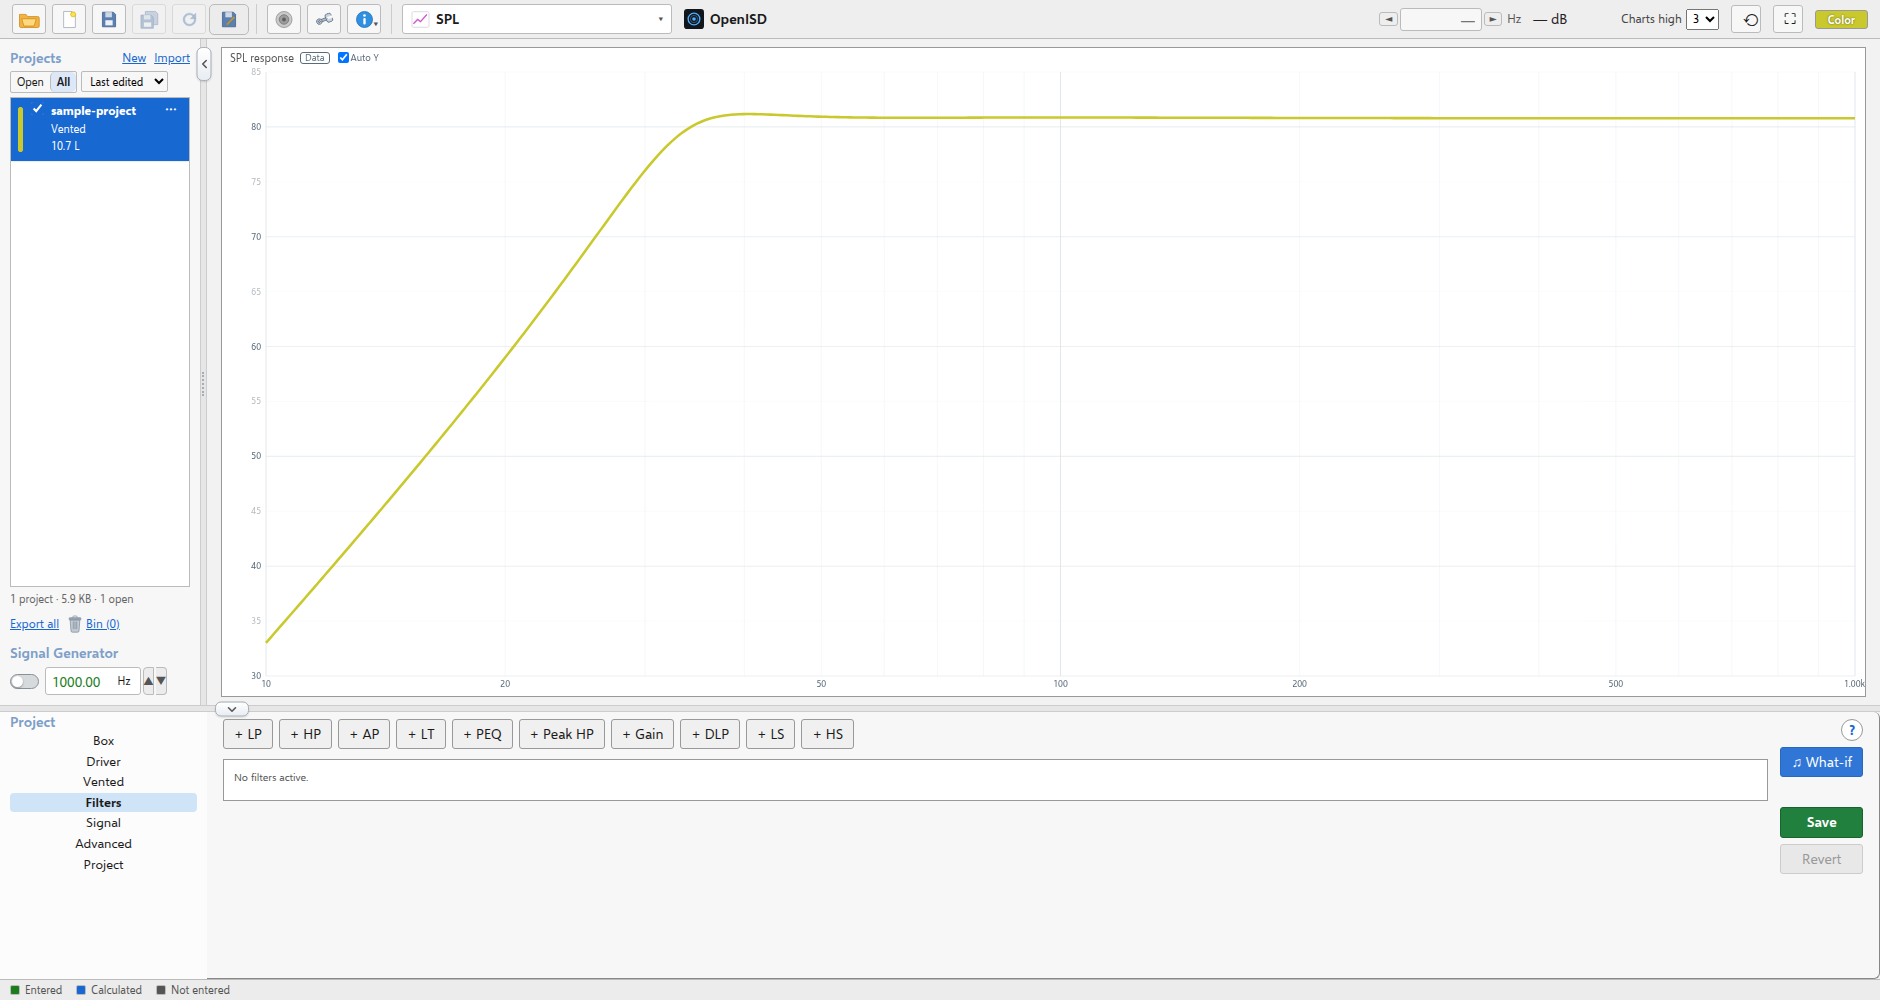 SPL
OpenISD
— Hz — dB
Charts high 3
Color
Projects New Import
Open All Last edited
sample-project ...
Vented
10.7 L
1 project · 5.9 KB · 1 open
Export all Bin (0)
Signal Generator
1000.00 Hz
SPL response Data Auto Y
85
80
75
70
65
60
55
50
45
40
35
30
10 20 50 100 200 500 1.00k
Project
Box
Driver
Vented
Filters
Signal
Advanced
Project
+ LP + HP + AP + LT + PEQ + Peak HP + Gain + DLP + LS + HS
No filters active.
?
♫ What-if
Save
Revert
Entered Calculated Not entered